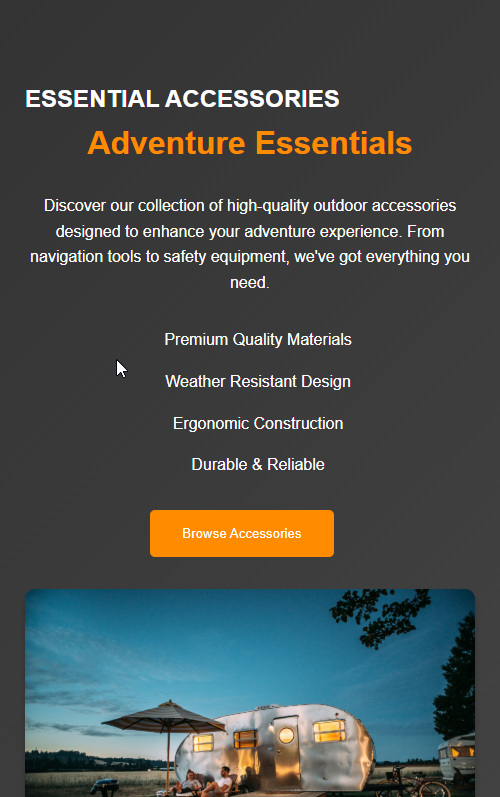 ESSENTIAL ACCESSORIES
Adventure Essentials
Discover our collection of high-quality outdoor accessories
designed to enhance your adventure experience. From
navigation tools to safety equipment, we've got everything you
need.
Premium Quality Materials
Weather Resistant Design
Ergonomic Construction
Durable & Reliable
Browse Accessories